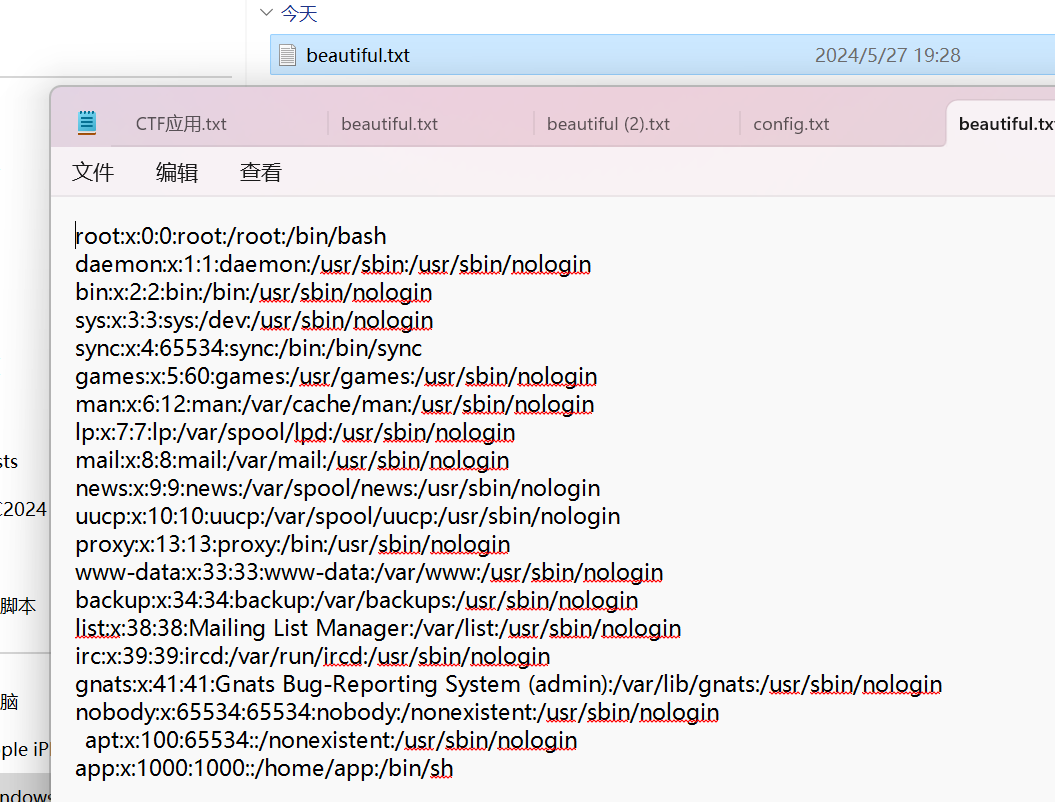 今天
beautiful.txt 2024/5/27 19:28
CTF应用.txt beautiful.txt beautiful (2).txt config.txt beautiful.tx
文件 编辑 查看
root:x:0:0:root:/root:/bin/bash
daemon:x:1:1:daemon:/usr/sbin:/usr/sbin/nologin
bin:x:2:2:bin:/bin:/usr/sbin/nologin
sys:x:3:3:sys:/dev:/usr/sbin/nologin
sync:x:4:65534:sync:/bin:/bin/sync
games:x:5:60:games:/usr/games:/usr/sbin/nologin
man:x:6:12:man:/var/cache/man:/usr/sbin/nologin
lp:x:7:7:lp:/var/spool/lpd:/usr/sbin/nologin
mail:x:8:8:mail:/var/mail:/usr/sbin/nologin
news:x:9:9:news:/var/spool/news:/usr/sbin/nologin
uucp:x:10:10:uucp:/var/spool/uucp:/usr/sbin/nologin
proxy:x:13:13:proxy:/bin:/usr/sbin/nologin
www-data:x:33:33:www-data:/var/www:/usr/sbin/nologin
backup:x:34:34:backup:/var/backups:/usr/sbin/nologin
list:x:38:38:Mailing List Manager:/var/list:/usr/sbin/nologin
irc:x:39:39:ircd:/var/run/ircd:/usr/sbin/nologin
gnats:x:41:41:Gnats Bug-Reporting System (admin):/var/lib/gnats:/usr/sbin/nologin
nobody:x:65534:65534:nobody:/nonexistent:/usr/sbin/nologin
apt:x:100:65534::/nonexistent:/usr/sbin/nologin
app:x:1000:1000::/home/app:/bin/sh
sts
C2024
脚本
脑
ple iP
ndows